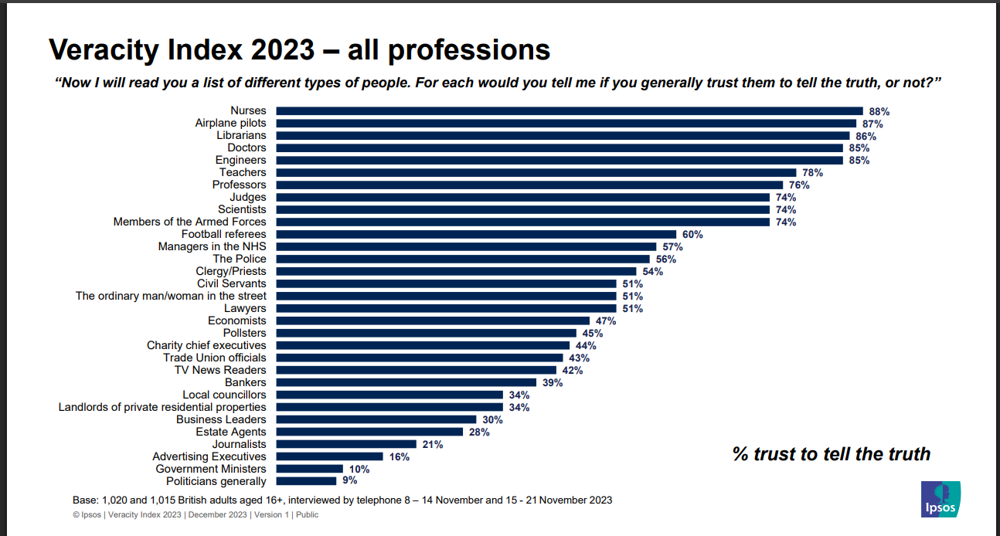 Veracity Index 2023 – all professions
“Now I will read you a list of different types of people. For each would you tell me if you generally trust them to tell the truth, or not?”
Nurses 88%
Airplane pilots 87%
Librarians 86%
Doctors 85%
Engineers 85%
Teachers 78%
Professors 76%
Judges 74%
Scientists 74%
Members of the Armed Forces 74%
Football referees 60%
Managers in the NHS 57%
The Police 56%
Clergy/Priests 54%
Civil Servants 51%
The ordinary man/woman in the street 51%
Lawyers 51%
Economists 47%
Pollsters 45%
Charity chief executives 44%
Trade Union officials 43%
TV News Readers 42%
Bankers 39%
Local councillors 34%
Landlords of private residential properties 34%
Business Leaders 30%
Estate Agents 28%
Journalists 21%
Advertising Executives 16%
Government Ministers 10%
Politicians generally 9%
% trust to tell the truth
Base: 1,020 and 1,015 British adults aged 16+, interviewed by telephone 8 – 14 November and 15 - 21 November 2023
© Ipsos | Veracity Index 2023 | December 2023 | Version 1 | Public
Ipsos